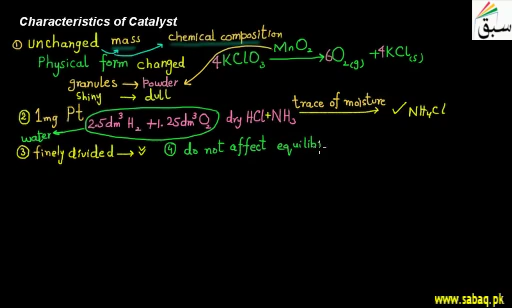 Characteristics of Catalyst
سبق
① Unchanged mass chemical composition
MnO₂
Physical form changed 4KClO₃ → 6O₂(g) + 4KCl(s)
granules → Powder
shiny → dull
trace of moisture
② 1mg Pt 2.5dm³ H₂ + 1.25dm³ O₂ dry HCl + NH₃ → ✓ NH₄Cl
water
③ finely divided → ④ do not affect equilib
www.sabaq.pk